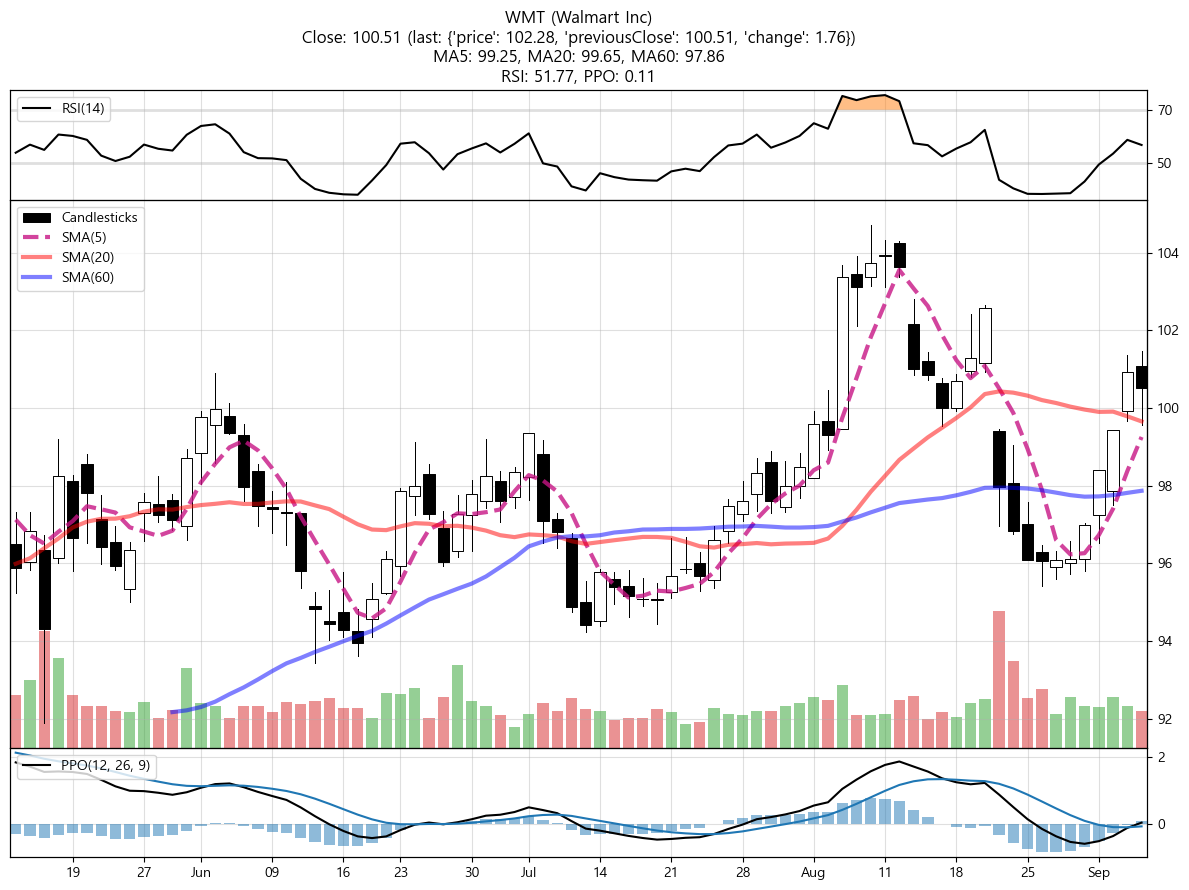 WMT (Walmart Inc)
Close: 100.51 (last: {'price': 102.28, 'previousClose': 100.51, 'change': 1.76})
MA5: 99.25, MA20: 99.65, MA60: 97.86
RSI: 51.77, PPO: 0.11
RSI(14)
70
50
Candlesticks
SMA(5)
SMA(20)
SMA(60)
104
102
100
98
96
94
92
PPO(12, 26, 9)
2
0
19 27 Jun 09 16 23 30 Jul 14 21 28 Aug 11 18 25 Sep